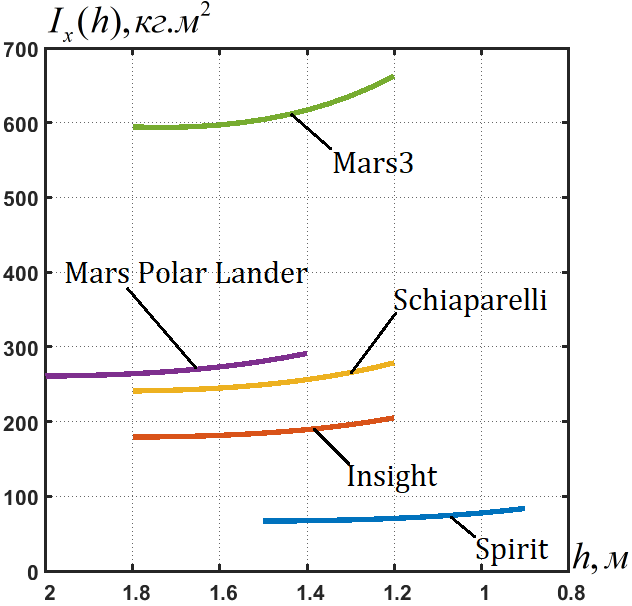 Iₓ(h), кг.м²
700
600
Mars3
500
400
Mars Polar Lander
Schiaparelli
300
200
Insight
100
Spirit
0
h, м
2 1.8 1.6 1.4 1.2 1 0.8